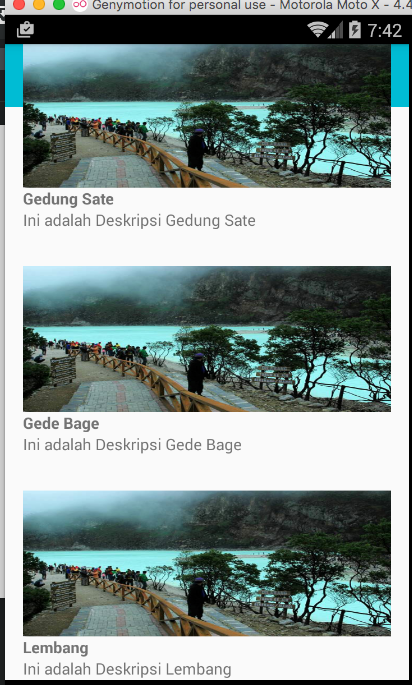 Genymotion for personal use - Motorola Moto X - 4.4
7:42
Gedung Sate
Ini adalah Deskripsi Gedung Sate
Gede Bage
Ini adalah Deskripsi Gede Bage
Lembang
Ini adalah Deskripsi Lembang